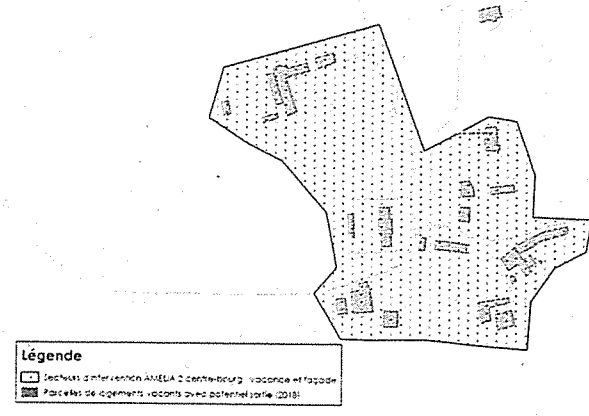 Légende
Secteurs d'intervention AMELIA 2 centre-bourg : vacance et façade
Parcelles de logements vacants avec potentiel sortie (2018)